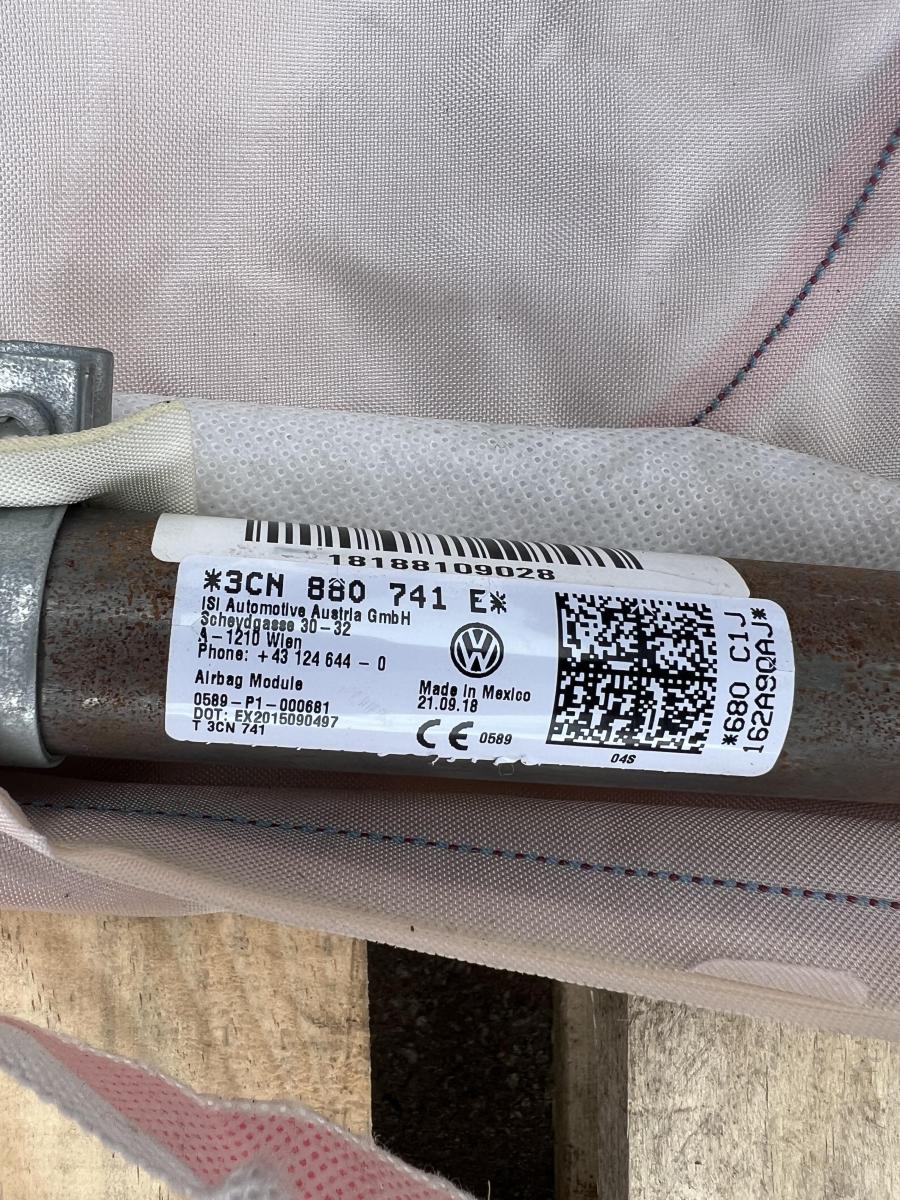 18188109028
*3CN 880 741 E*
iSi Automotive Austria GmbH
Scheydgasse 30-32
A-1210 Wien
Phone: +43 124 644 - 0
Airbag Module
0589-P1-000681
DOT: EX2015090497
T 3CN 741
Made In Mexico
21.09.18
CE 0589
04S
*680 C1J
162A9QAJ*